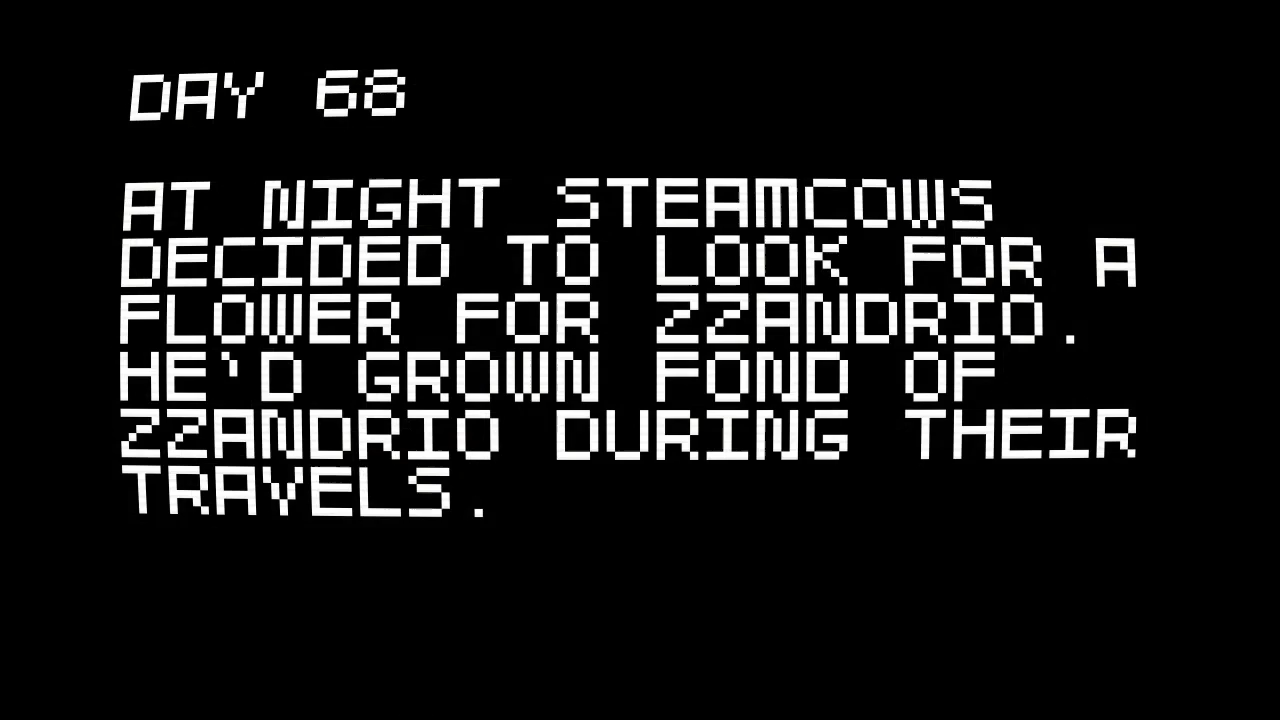 DAY 68
AT NIGHT STEAMCOWS
DECIDED TO LOOK FOR A
FLOWER FOR ZZANDRIO.
HE'D GROWN FOND OF
ZZANDRIO DURING THEIR
TRAVELS.